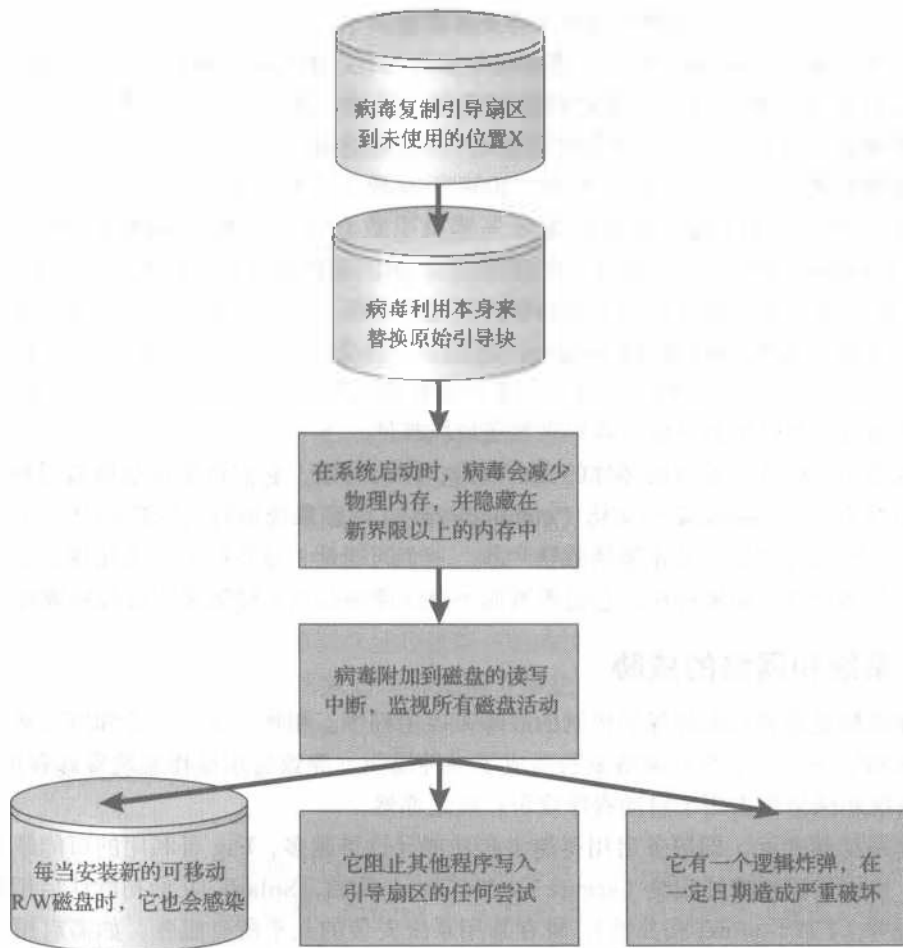 病毒复制引导扇区
到未使用的位置X
病毒利用本身来
替换原始引导块
在系统启动时，病毒会减少
物理内存，并隐藏在
新界限以上的内存中
病毒附加到磁盘的读写
中断，监视所有磁盘活动
每当安装新的可移动
R/W磁盘时，它也会感染
它阻止其他程序写入
引导扇区的任何尝试
它有一个逻辑炸弹，在
一定日期造成严重破坏